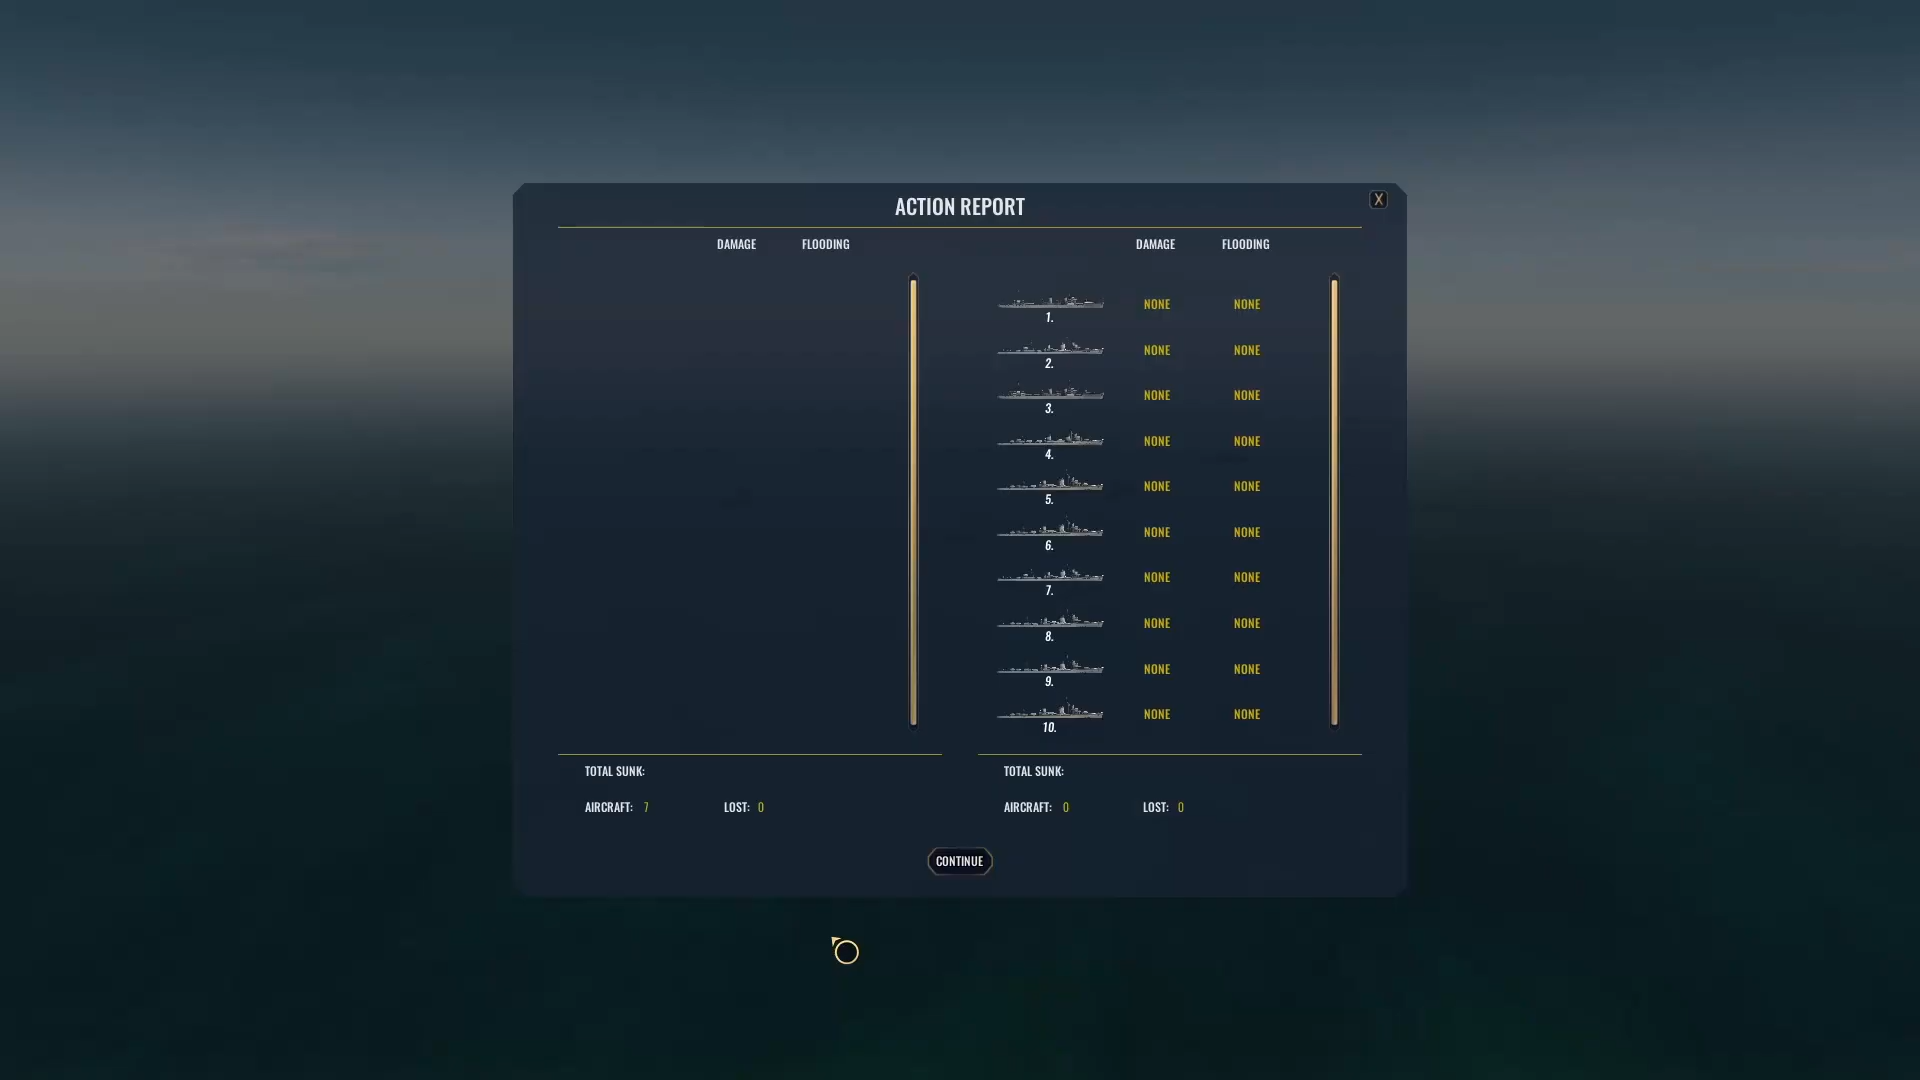 ACTION REPORT
X
DAMAGE FLOODING DAMAGE FLOODING
NONE NONE
1.
NONE NONE
2.
NONE NONE
3.
NONE NONE
4.
NONE NONE
5.
NONE NONE
6.
NONE NONE
7.
NONE NONE
8.
NONE NONE
9.
NONE NONE
10.
TOTAL SUNK: TOTAL SUNK:
AIRCRAFT: 7 LOST: 0 AIRCRAFT: 0 LOST: 0
CONTINUE